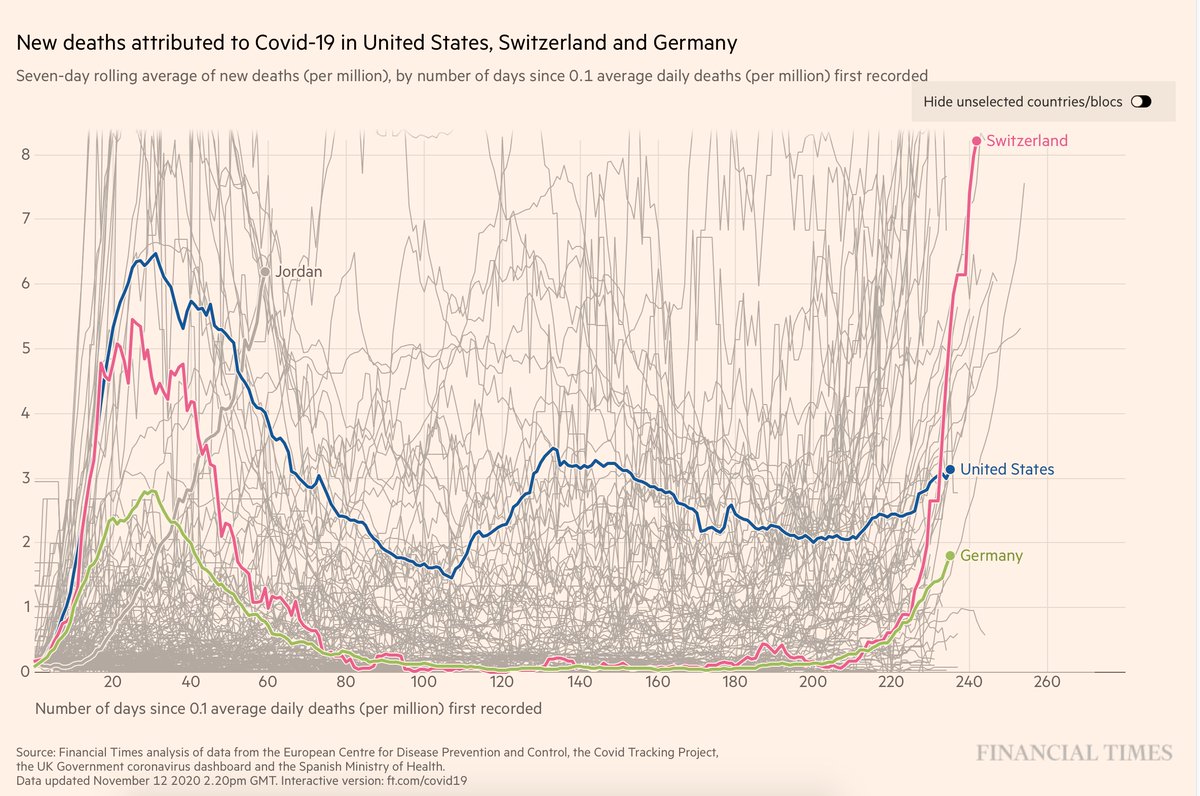 New deaths attributed to Covid-19 in United States, Switzerland and Germany
Seven-day rolling average of new deaths (per million), by number of days since 0.1 average daily deaths (per million) first recorded
Hide unselected countries/blocs
8
7
6
5
4
3
2
1
0
Switzerland
Jordan
United States
Germany
20 40 60 80 100 120 140 160 180 200 220 240 260
Number of days since 0.1 average daily deaths (per million) first recorded
Source: Financial Times analysis of data from the European Centre for Disease Prevention and Control, the Covid Tracking Project,
the UK Government coronavirus dashboard and the Spanish Ministry of Health.
Data updated November 12 2020 2.20pm GMT. Interactive version: ft.com/covid19
FINANCIAL TIMES